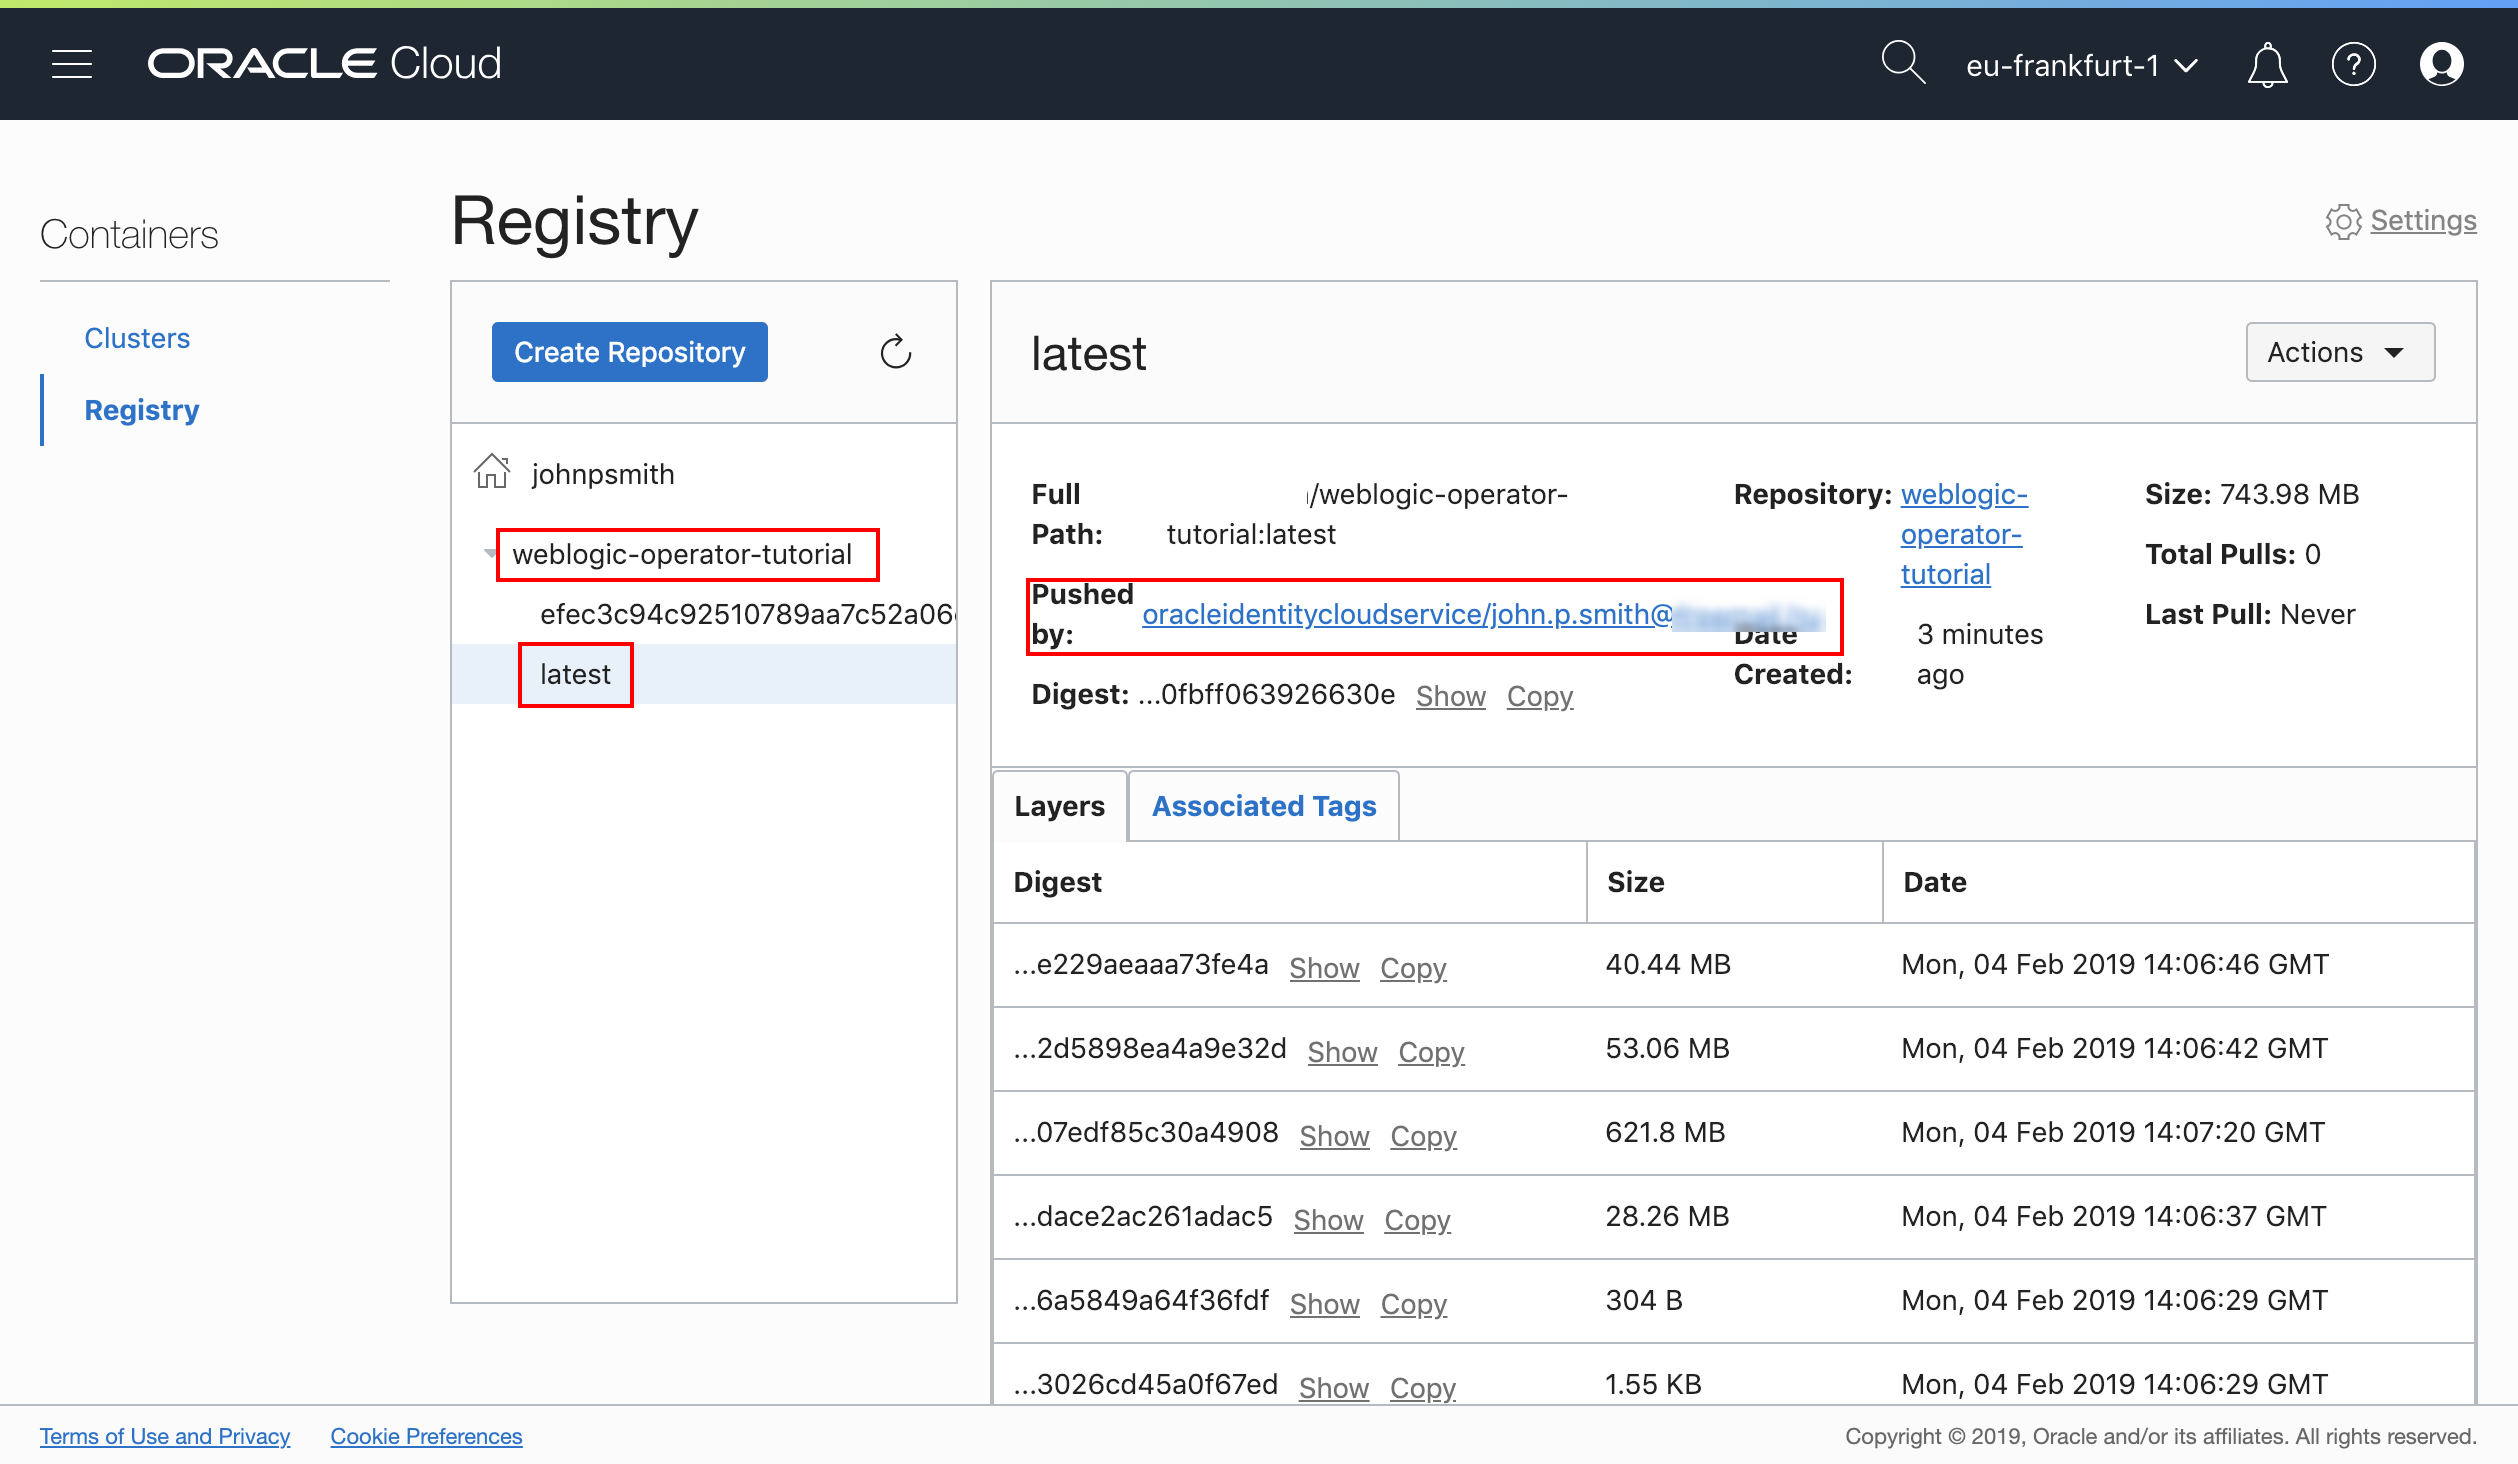 ORACLE Cloud
eu-frankfurt-1
Containers
Clusters
Registry
Registry
Settings
Create Repository
johnpsmith
weblogic-operator-tutorial
efec3c94c92510789aa7c52a06
latest
latest
Actions
Full Path: /weblogic-operator-
tutorial:latest
Pushed by: oracleidentitycloudservice/john.p.smith@
Digest: ...0fbff063926630e Show Copy
Repository: weblogic-
operator-
tutorial
Date Created: 3 minutes
ago
Size: 743.98 MB
Total Pulls: 0
Last Pull: Never
Layers Associated Tags
Digest Size Date
...e229aeaaa73fe4a Show Copy 40.44 MB Mon, 04 Feb 2019 14:06:46 GMT
...2d5898ea4a9e32d Show Copy 53.06 MB Mon, 04 Feb 2019 14:06:42 GMT
...07edf85c30a4908 Show Copy 621.8 MB Mon, 04 Feb 2019 14:07:20 GMT
...dace2ac261adac5 Show Copy 28.26 MB Mon, 04 Feb 2019 14:06:37 GMT
...6a5849a64f36fdf Show Copy 304 B Mon, 04 Feb 2019 14:06:29 GMT
...3026cd45a0f67ed Show Copy 1.55 KB Mon, 04 Feb 2019 14:06:29 GMT
Terms of Use and Privacy Cookie Preferences
Copyright © 2019, Oracle and/or its affiliates. All rights reserved.